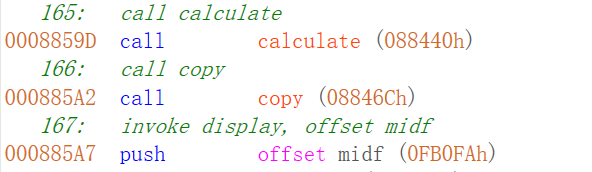 165: call calculate
0008859D call calculate (088440h)
166: call copy
000885A2 call copy (08846Ch)
167: invoke display, offset midf
000885A7 push offset midf (0FB0FAh)